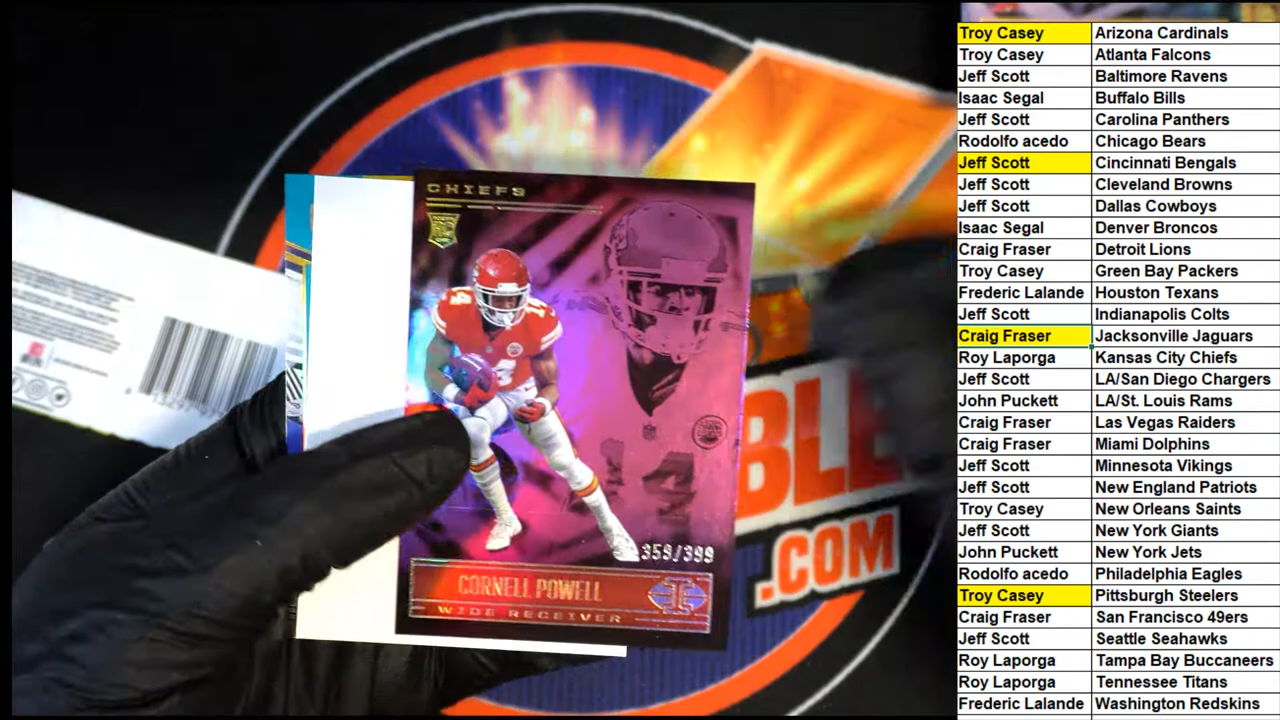 CHIEFS
14
359/399
CORNELL POWELL
WIDE RECEIVER
BLE
.COM
Troy Casey Arizona Cardinals
Troy Casey Atlanta Falcons
Jeff Scott Baltimore Ravens
Isaac Segal Buffalo Bills
Jeff Scott Carolina Panthers
Rodolfo acedo Chicago Bears
Jeff Scott Cincinnati Bengals
Jeff Scott Cleveland Browns
Jeff Scott Dallas Cowboys
Isaac Segal Denver Broncos
Craig Fraser Detroit Lions
Troy Casey Green Bay Packers
Frederic Lalande Houston Texans
Jeff Scott Indianapolis Colts
Craig Fraser Jacksonville Jaguars
Roy Laporga Kansas City Chiefs
Jeff Scott LA/San Diego Chargers
John Puckett LA/St. Louis Rams
Craig Fraser Las Vegas Raiders
Craig Fraser Miami Dolphins
Jeff Scott Minnesota Vikings
Jeff Scott New England Patriots
Troy Casey New Orleans Saints
Jeff Scott New York Giants
John Puckett New York Jets
Rodolfo acedo Philadelphia Eagles
Troy Casey Pittsburgh Steelers
Craig Fraser San Francisco 49ers
Jeff Scott Seattle Seahawks
Roy Laporga Tampa Bay Buccaneers
Roy Laporga Tennessee Titans
Frederic Lalande Washington Redskins